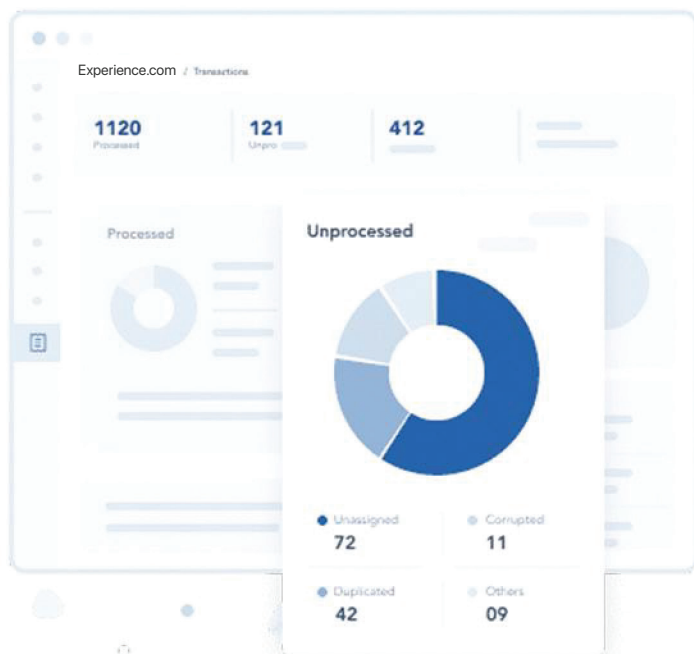 Experience.com / Transactions
1120 121 412
Processed Unpro
Processed
Unprocessed
Unassigned Corrupted
72 11
Duplicated Others
42 09